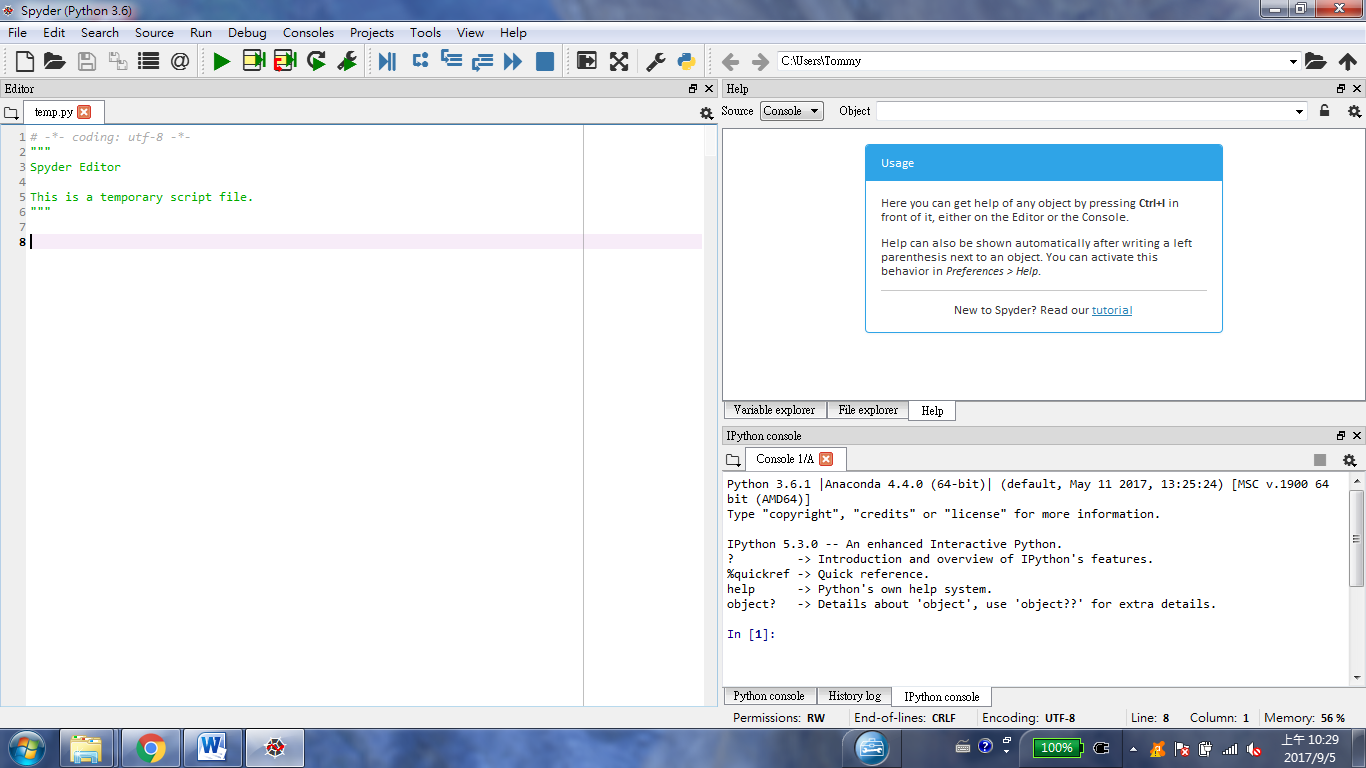 Spyder (Python 3.6)
File Edit Search Source Run Debug Consoles Projects Tools View Help
C:\Users\Tommy
Editor
temp.py
1 # -*- coding: utf-8 -*-
2 """
3 Spyder Editor
4
5 This is a temporary script file.
6 """
7
8
Help
Source Console Object
Usage
Here you can get help of any object by pressing Ctrl+I in
front of it, either on the Editor or the Console.
Help can also be shown automatically after writing a left
parenthesis next to an object. You can activate this
behavior in Preferences > Help.
New to Spyder? Read our tutorial
Variable explorer File explorer Help
IPython console
Console 1/A
Python 3.6.1 |Anaconda 4.4.0 (64-bit)| (default, May 11 2017, 13:25:24) [MSC v.1900 64
bit (AMD64)]
Type "copyright", "credits" or "license" for more information.
IPython 5.3.0 -- An enhanced Interactive Python.
? -> Introduction and overview of IPython's features.
%quickref -> Quick reference.
help -> Python's own help system.
object? -> Details about 'object', use 'object??' for extra details.
In [1]:
Python console History log IPython console
Permissions: RW End-of-lines: CRLF Encoding: UTF-8 Line: 8 Column: 1 Memory: 56 %
100%
上午 10:29
2017/9/5